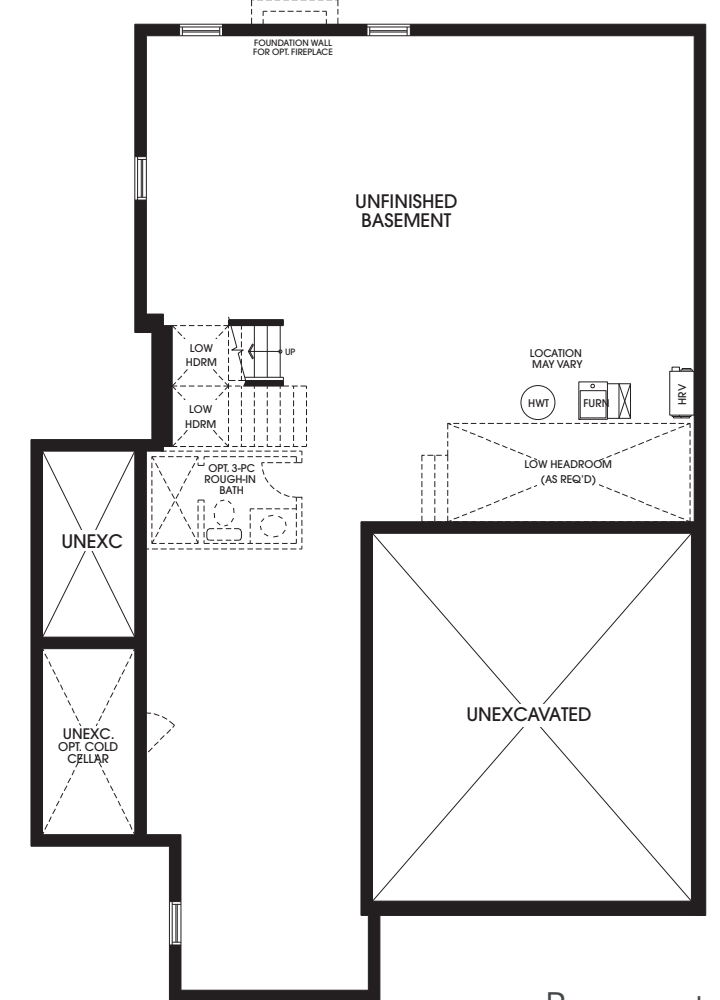 FOUNDATION WALL
FOR OPT. FIREPLACE
UNFINISHED
BASEMENT
LOW
HDRM
UP
LOW
HDRM
LOCATION
MAY VARY
HWT
FURN
HRV
OPT. 3-PC
ROUGH-IN
BATH
LOW HEADROOM
(AS REQ'D)
UNEXC
UNEXCAVATED
UNEXC.
OPT. COLD
CELLAR